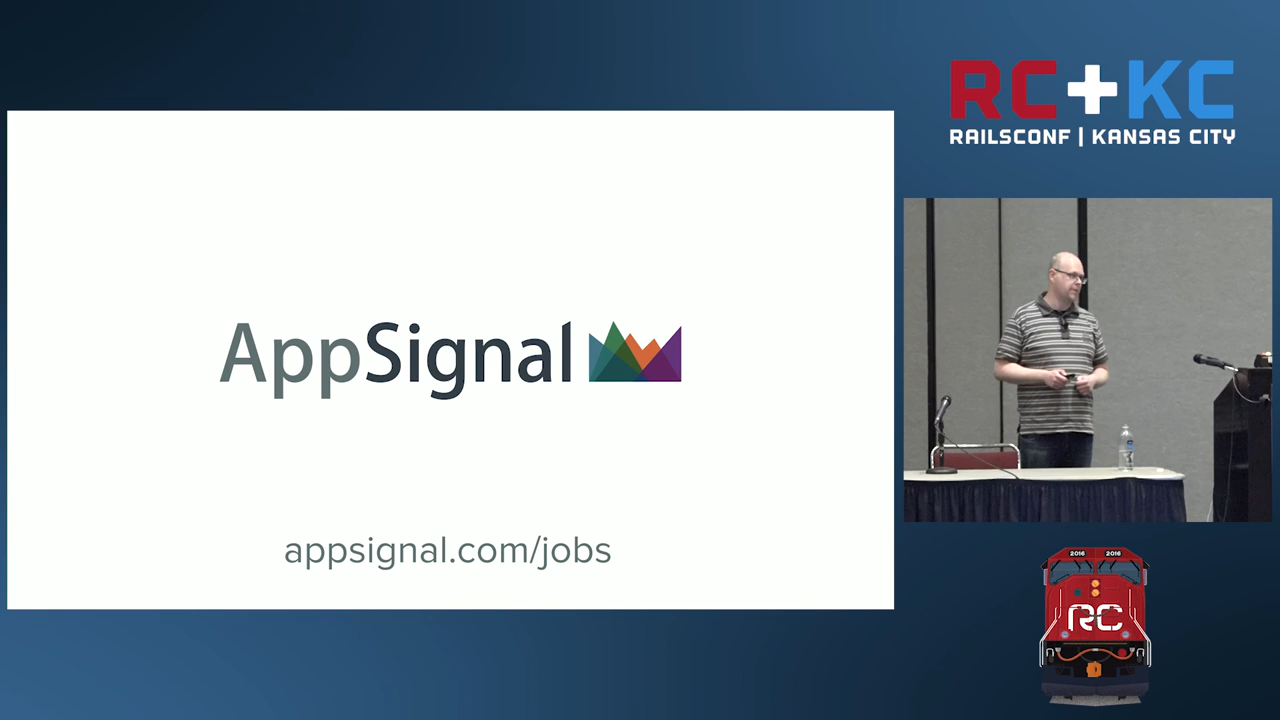 RC+KC
RAILSCONF | KANSAS CITY
AppSignal
appsignal.com/jobs
2016 2016
RC